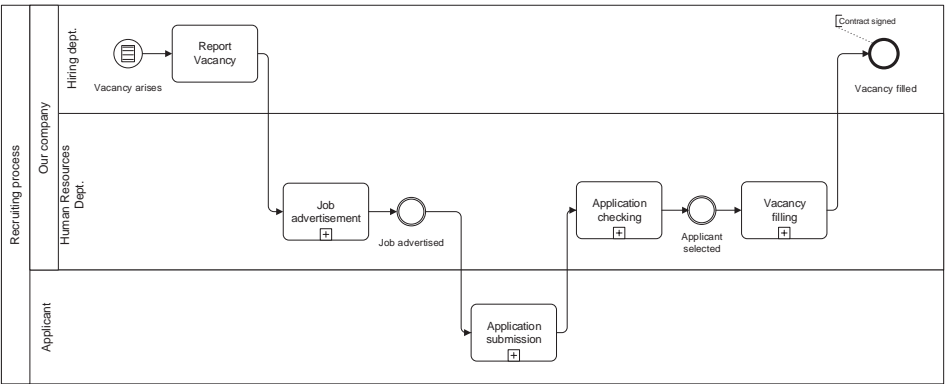 Recruiting process
Our company
Hiring dept.
Vacancy arises
Report
Vacancy
Contract signed
Vacancy filled
Human Resources
Dept.
Job
advertisement
Job advertised
Application
checking
Applicant
selected
Vacancy
filling
Applicant
Application
submission